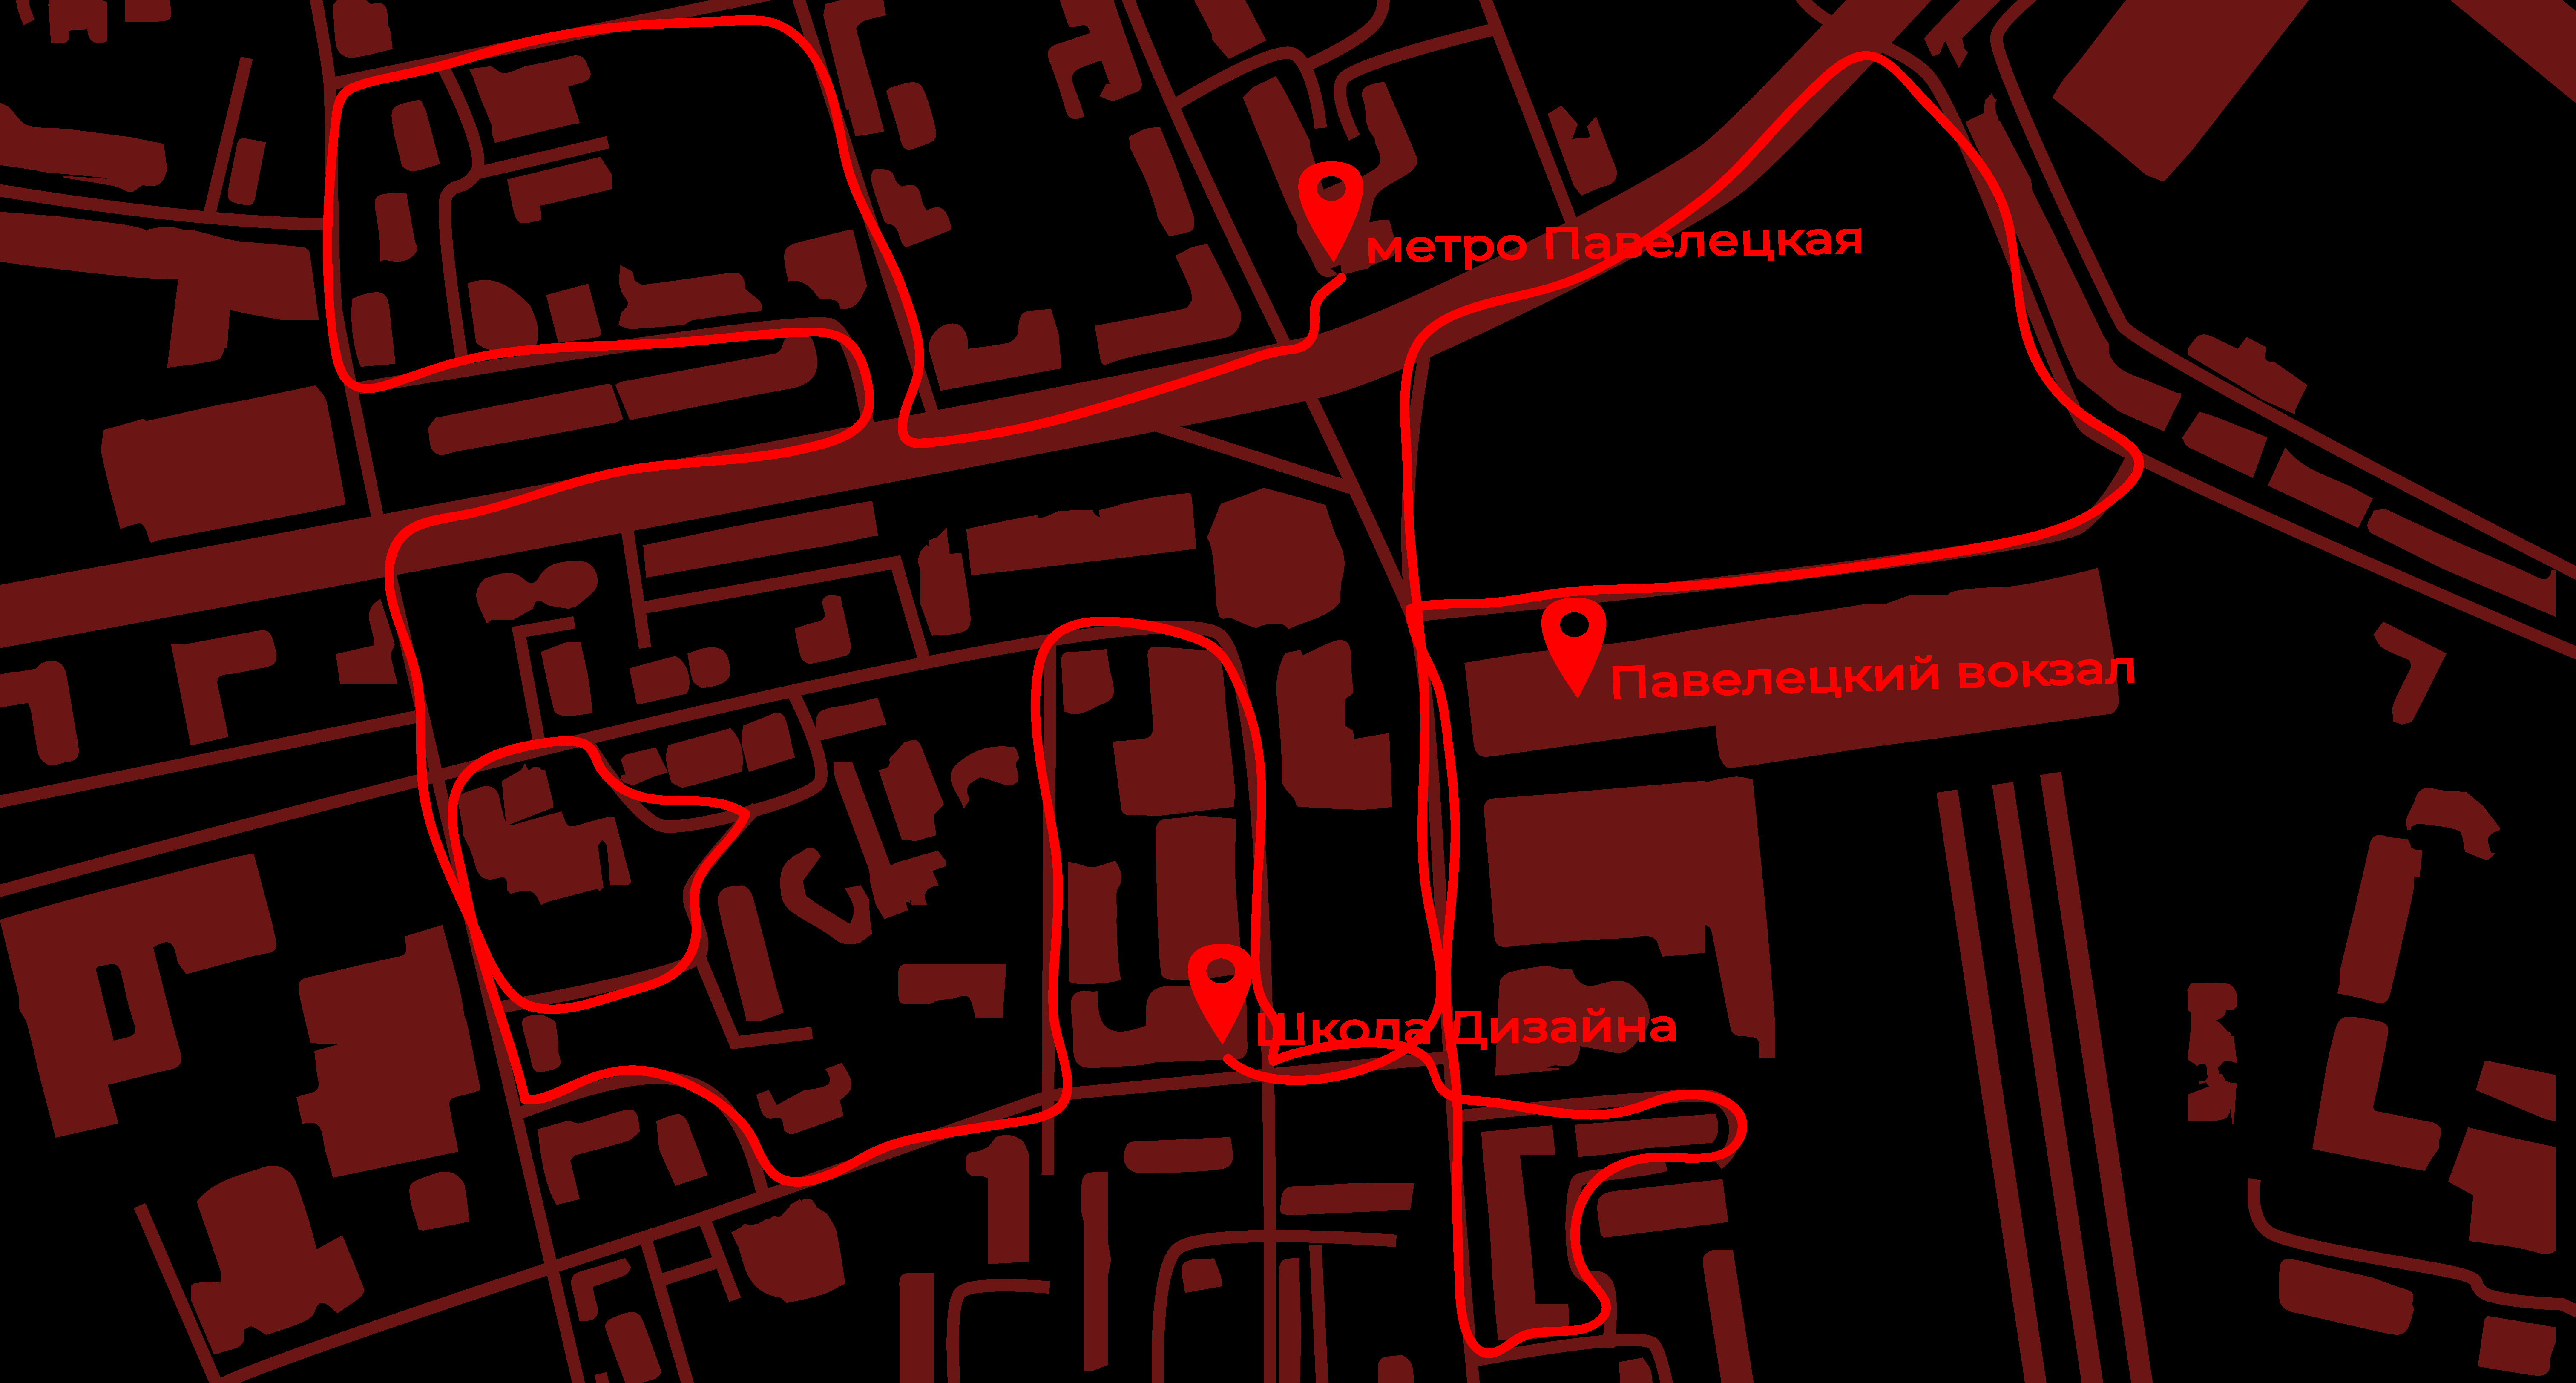 метро Павелецкая
Павелецкий вокзал
Школа Дизайна